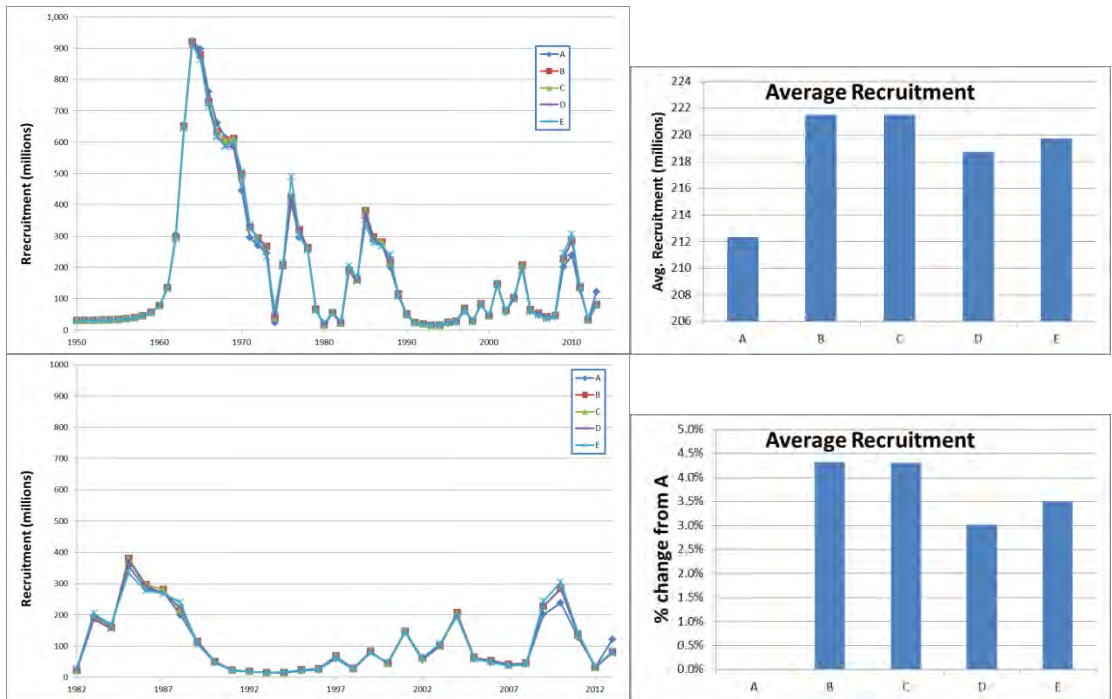 1,000
900
800
700
600
500
400
300
200
100
0
Rrecruitment (millions)
A
B
C
D
E
1950 1960 1970 1980 1990 2000 2010
Average Recruitment
224
222
220
218
216
214
212
210
208
206
Avg. Recruitment (millions)
A B C D E
1000
900
800
700
600
500
400
300
200
100
0
Recruitment (millions)
A
B
C
D
E
1982 1987 1992 1997 2002 2007 2012
Average Recruitment
5.0%
4.5%
4.0%
3.5%
3.0%
2.5%
2.0%
1.5%
1.0%
0.5%
0.0%
% change from A
A B C D E